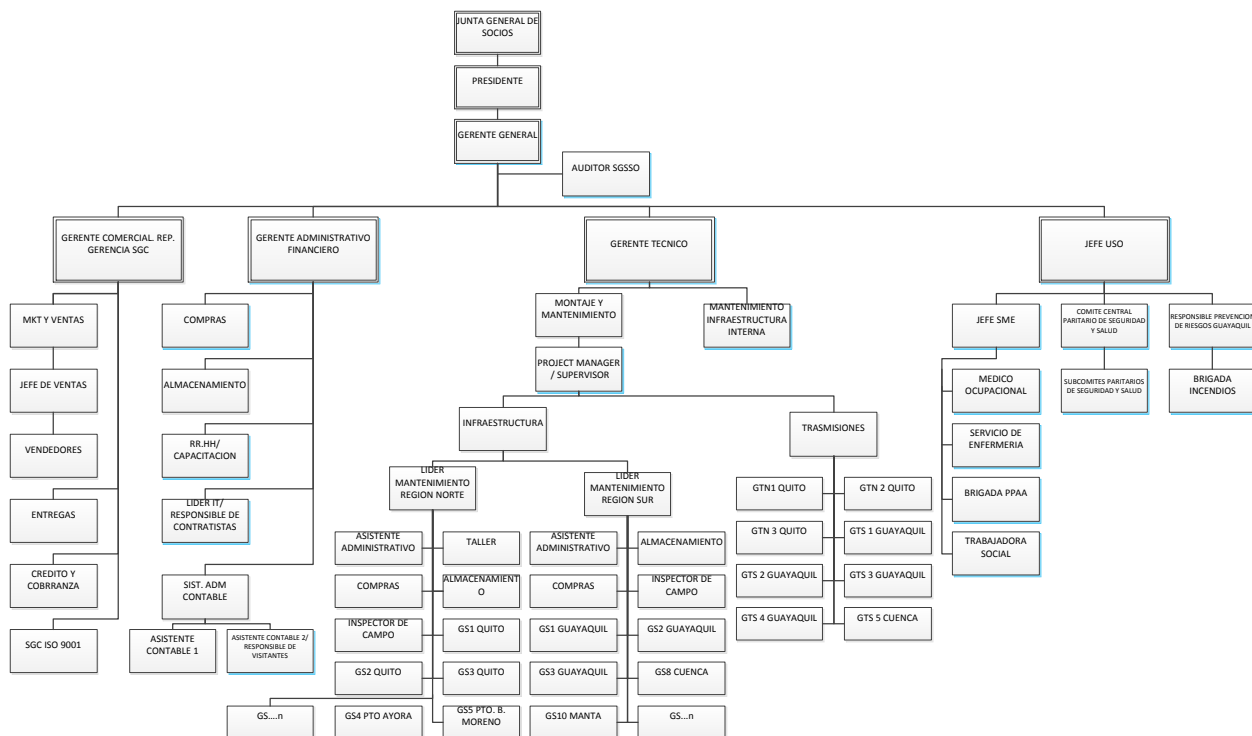 JUNTA GENERAL DE
SOCIOS
PRESIDENTE
GERENTE GENERAL
AUDITOR SGSSO
GERENTE COMERCIAL. REP.
GERENCIA SGC
GERENTE ADMINISTRATIVO
FINANCIERO
GERENTE TECNICO
JEFE USO
MKT Y VENTAS
JEFE DE VENTAS
VENDEDORES
ENTREGAS
CREDITO Y
COBRRANZA
SGC ISO 9001
COMPRAS
ALMACENAMIENTO
RR.HH/
CAPACITACION
LIDER IT/
RESPONSIBLE DE
CONTRATISTAS
SIST. ADM
CONTABLE
ASISTENTE
CONTABLE 1
ASISTENTE CONTABLE 2/
RESPONSIBLE DE
VISITANTES
MONTAJE Y
MANTENIMIENTO
MANTENIMIENTO
INFRAESTRUCTURA
INTERNA
PROJECT MANAGER
/ SUPERVISOR
INFRAESTRUCTURA
TRASMISIONES
LIDER
MANTENIMIENTO
REGION NORTE
LIDER
MANTENIMIENTO
REGION SUR
ASISTENTE
ADMINISTRATIVO
TALLER
COMPRAS
ALMACENAMIENT
O
INSPECTOR DE
CAMPO
GS1 QUITO
GS2 QUITO
GS3 QUITO
GS....n
GS4 PTO AYORA
GS5 PTO. B.
MORENO
ASISTENTE
ADMINISTRATIVO
ALMACENAMIENTO
COMPRAS
INSPECTOR DE
CAMPO
GS1 GUAYAQUIL
GS2 GUAYAQUIL
GS3 GUAYAQUIL
GS8 CUENCA
GS10 MANTA
GS...n
GTN1 QUITO
GTN 2 QUITO
GTN 3 QUITO
GTS 1 GUAYAQUIL
GTS 2 GUAYAQUIL
GTS 3 GUAYAQUIL
GTS 4 GUAYAQUIL
GTS 5 CUENCA
JEFE SME
COMITE CENTRAL
PARITARIO DE SEGURIDAD
Y SALUD
RESPONSIBLE PREVENCION
DE RIESGOS GUAYAQUIL
MEDICO
OCUPACIONAL
SUBCOMITES PARITARIOS
DE SEGURIDAD Y SALUD
BRIGADA
INCENDIOS
SERVICIO DE
ENFERMERIA
BRIGADA PPAA
TRABAJADORA
SOCIAL